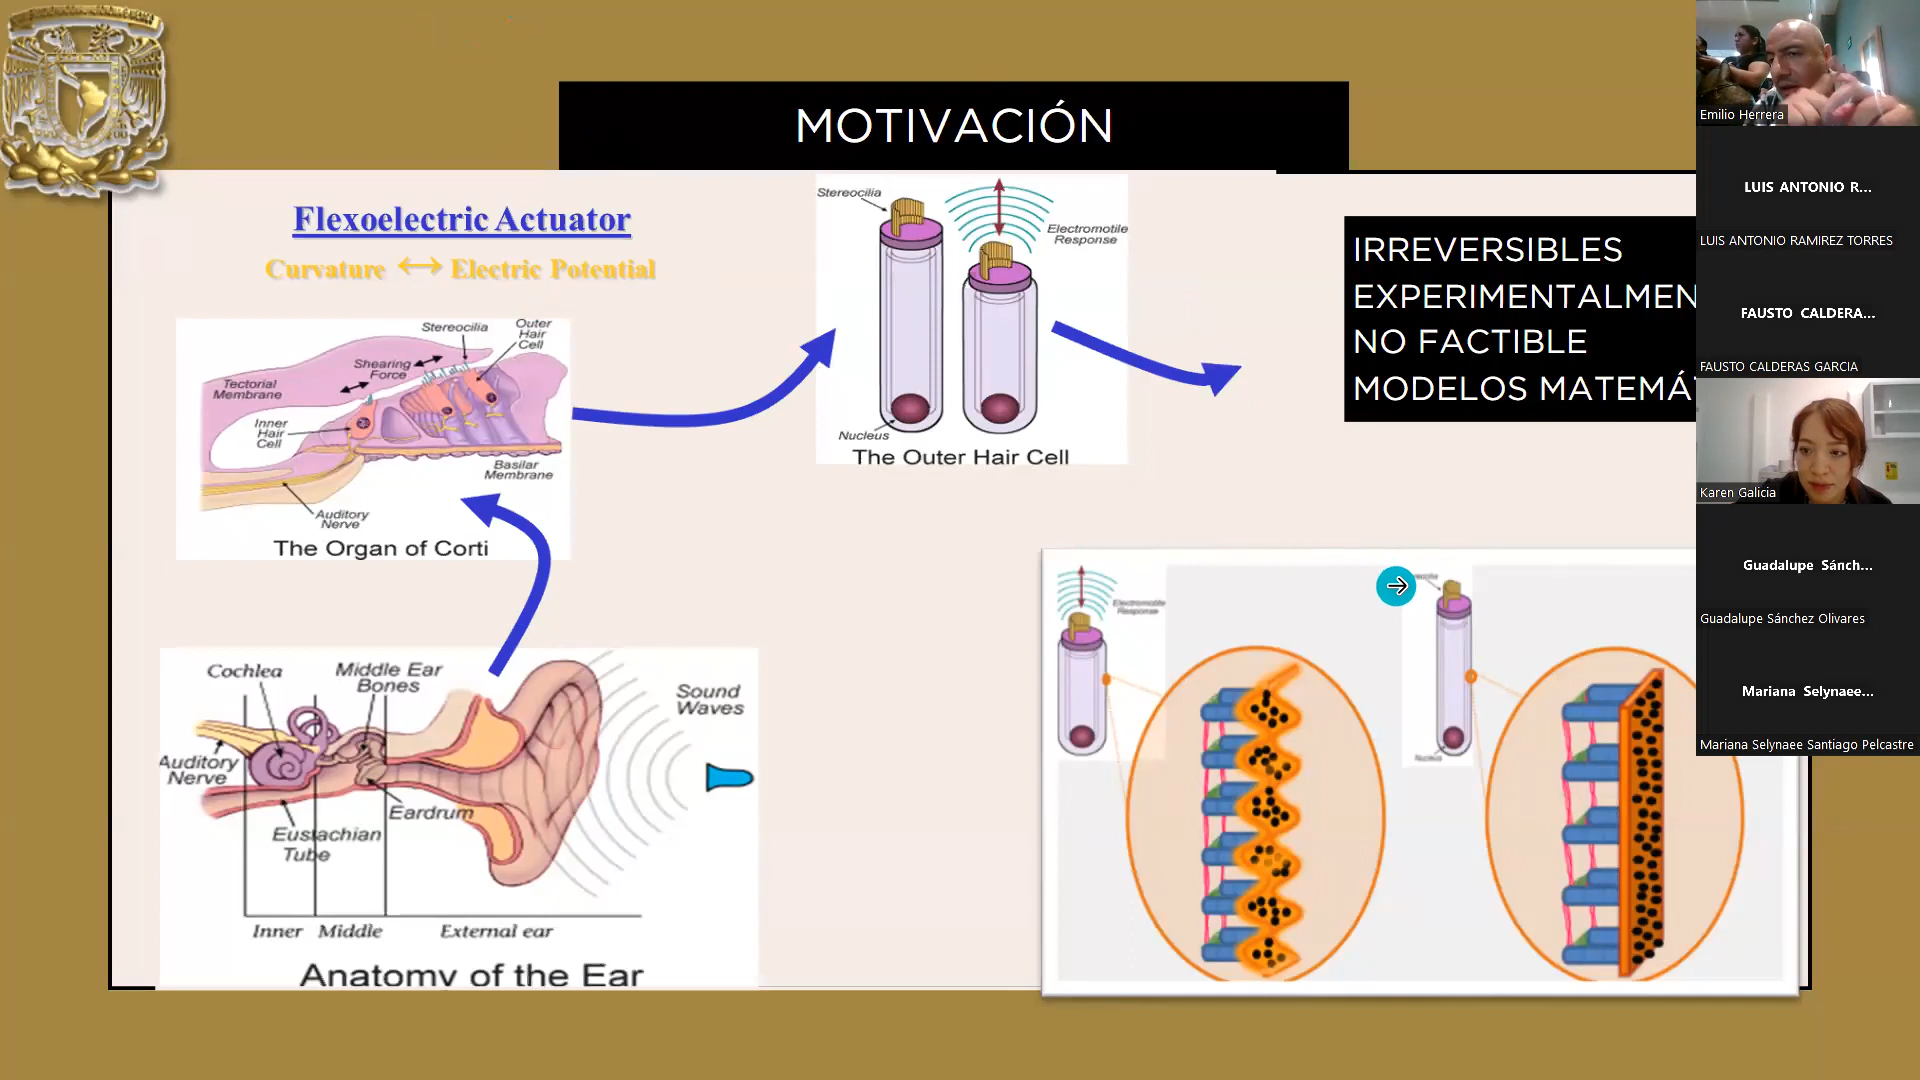 MOTIVACIÓN
Flexoelectric Actuator
Curvature ↔ Electric Potential
Stereocilia
Outer
Hair
Cell
Shearing
Force
Tectorial
Membrane
Inner
Hair
Cell
Basilar
Membrane
Auditory
Nerve
The Organ of Corti
Stereocilia
Electromotile
Response
Nucleus
The Outer Hair Cell
IRREVERSIBLES
EXPERIMENTALMEN
NO FACTIBLE
MODELOS MATEMÁT
Cochlea
Middle Ear
Bones
Sound
Waves
Auditory
Nerve
Eardrum
Eustachian
Tube
Inner Middle External ear
Anatomy of the Ear
Electromotile
Response
Nucleus
Emilio Herrera
LUIS ANTONIO R...
LUIS ANTONIO RAMIREZ TORRES
FAUSTO CALDERA...
FAUSTO CALDERAS GARCIA
Karen Galicia
Guadalupe Sánch...
Guadalupe Sánchez Olivares
Mariana Selynaee...
Mariana Selynaee Santiago Pelcastre